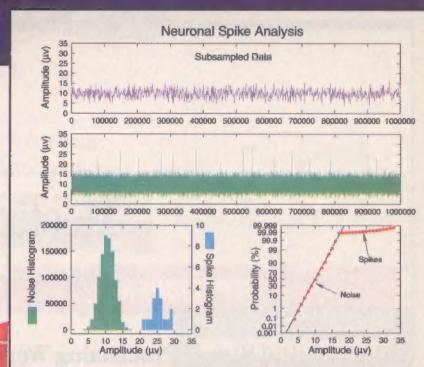 Neuronal Spike Analysis
Subsampled Data
Amplitude (μv)
35
30
25
20
15
10
5
0
0 100000 200000 300000 400000 500000 600000 700000 800000 900000 1000000
Amplitude (μv)
35
30
25
20
15
10
5
0
0 100000 200000 300000 400000 500000 600000 700000 800000 900000 1000000
Noise Histogram
200000
150000
100000
50000
0
10
8
6
4
2
0
Spike Histogram
0 5 10 15 20 25 30 35
Amplitude (μv)
Probability (%)
99.999
99.99
99.9
99
90
70
50
30
10
1
0.1
0.01
0.001
Spikes
Noise
0 5 10 15 20 25 30 35
Amplitude (μv)